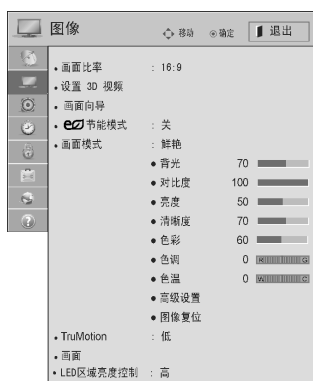 图像 移动 ⊙确定 退出
• 画面比率 : 16:9
• 设置 3D 视频
• 画面向导
• 节能模式 : 关
• 画面模式 : 鲜艳
● 背光 70
● 对比度 100
● 亮度 50
● 清晰度 70
● 色彩 60
● 色调 0 R G
● 色温 0 W C
● 高级设置
● 图像复位
• TruMotion : 低
• 画面
• LED区域亮度控制 : 高